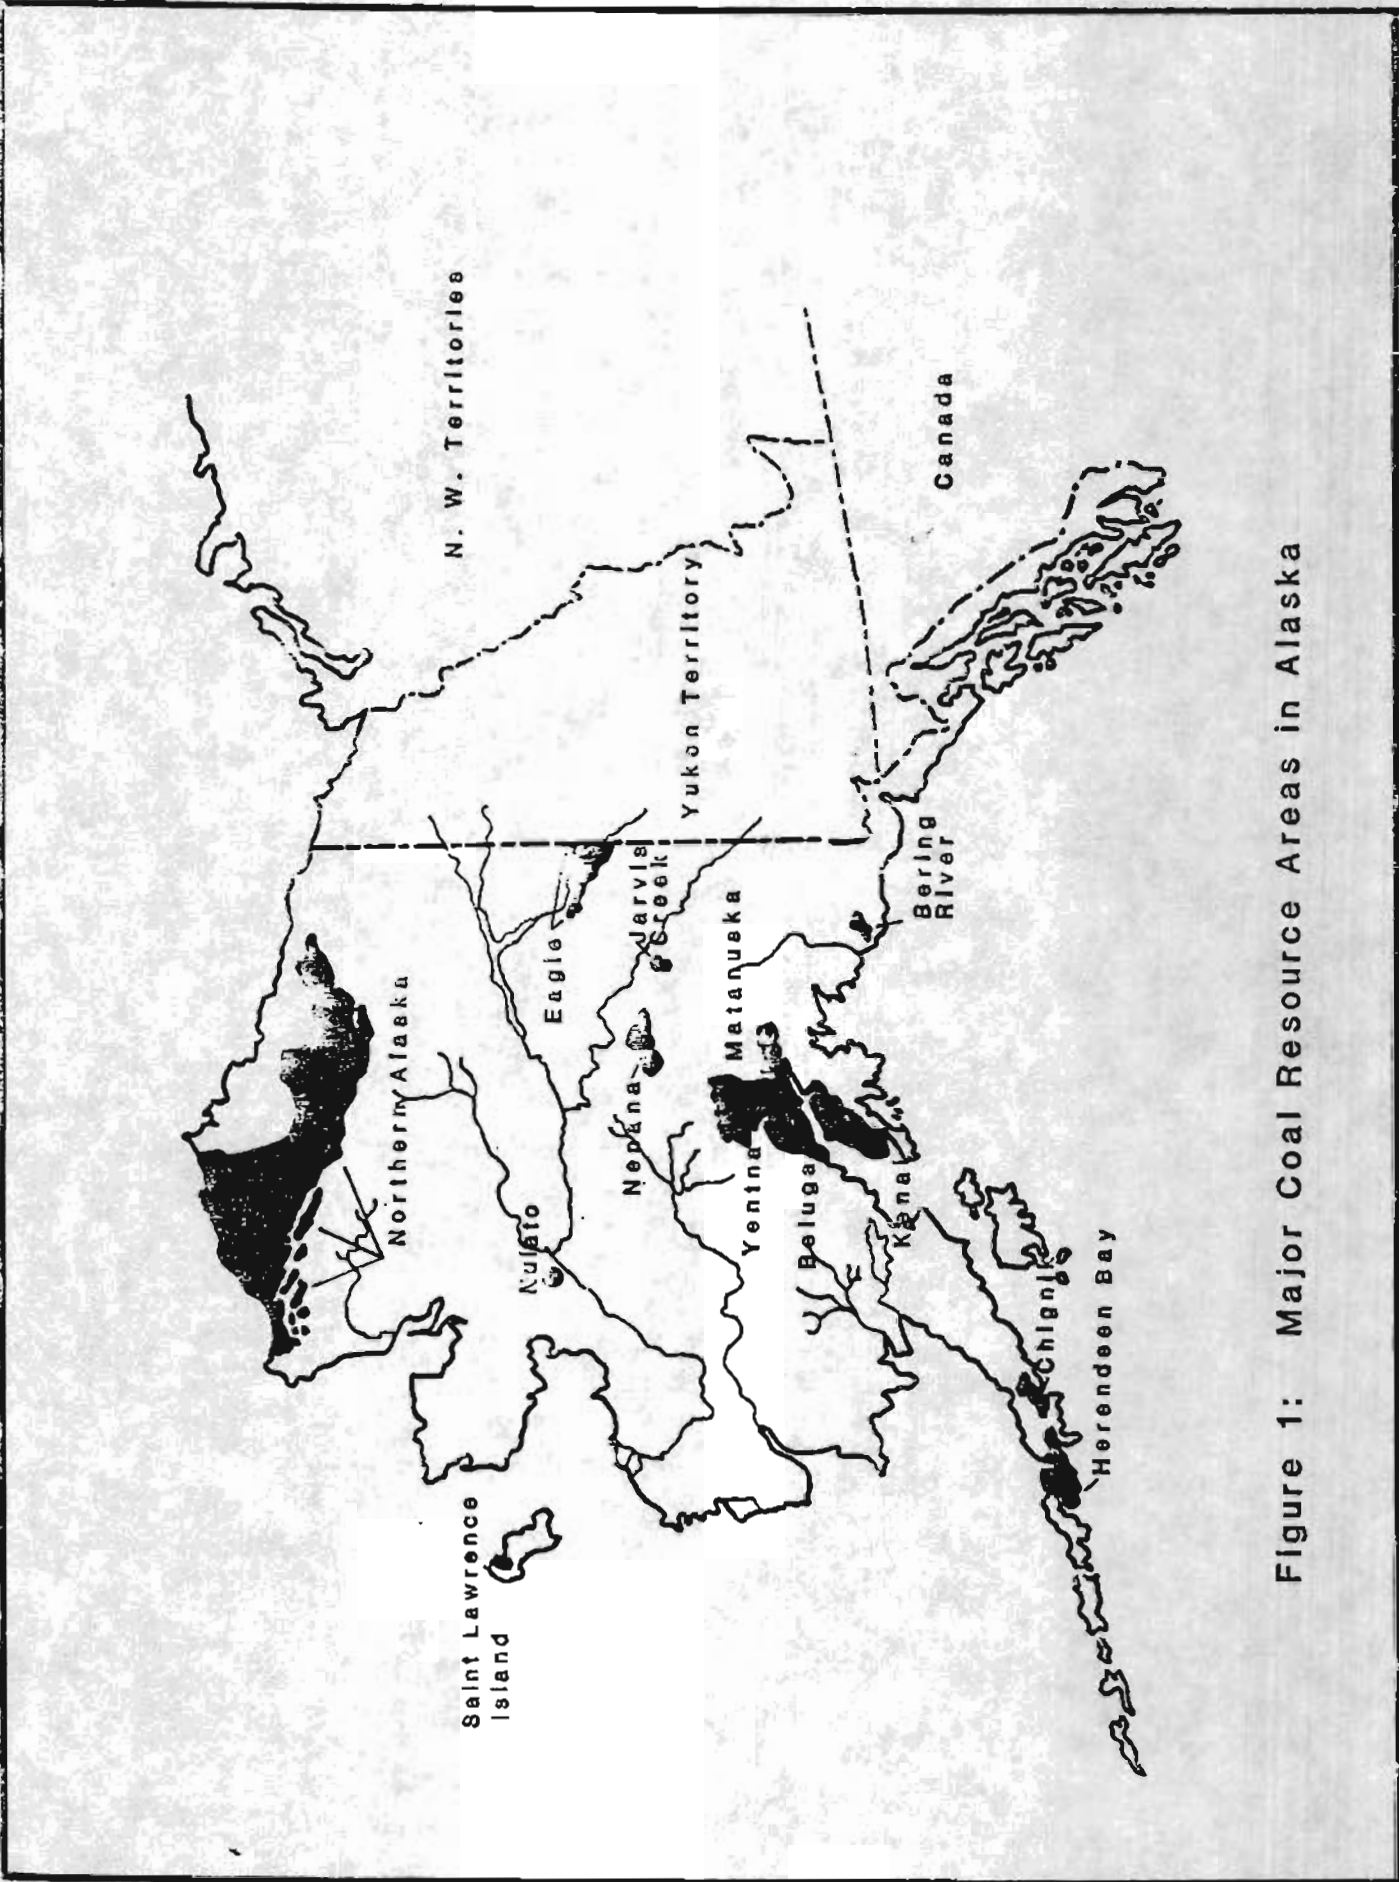 N. W. Territories
Northern Alaska
Yukon Territory
Canada
Eagle
Jarvis
Creek
Saint Lawrence
Island
Nulato
Nenana
Matanuska
Yentna
Beluga
Kenai
Bering
River
Chignik
Herendeen Bay
Figure 1: Major Coal Resource Areas in Alaska